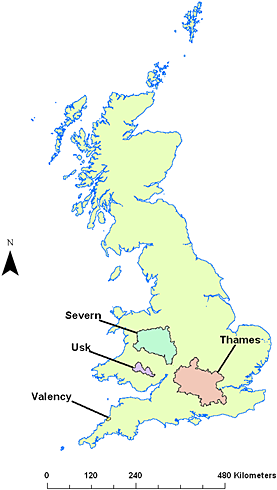 N
Severn
Thames
Usk
Valency
0 120 240 480 Kilometers